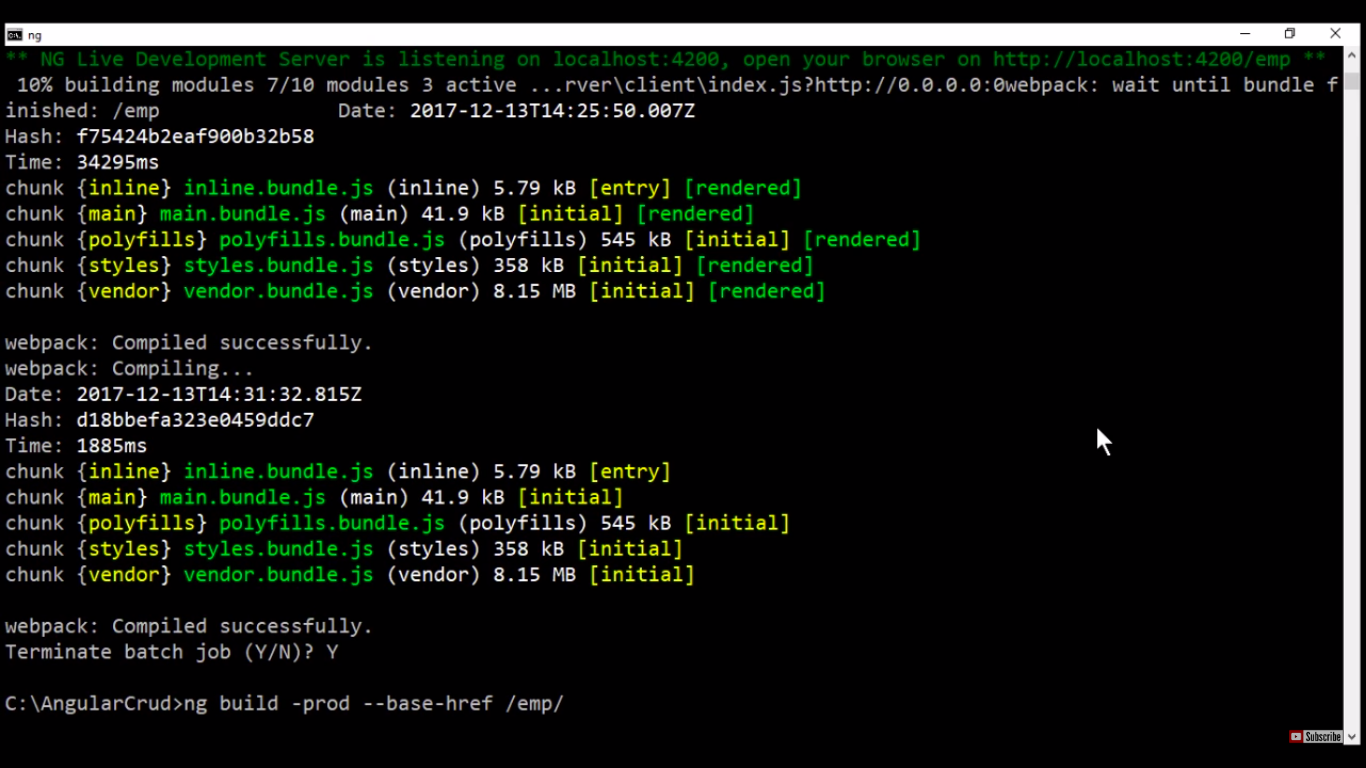 ng
** NG Live Development Server is listening on localhost:4200, open your browser on http://localhost:4200/emp **
10% building modules 7/10 modules 3 active ...rver\client\index.js?http://0.0.0.0:0webpack: wait until bundle f
inished: /emp Date: 2017-12-13T14:25:50.007Z
Hash: f75424b2eaf900b32b58
Time: 34295ms
chunk {inline} inline.bundle.js (inline) 5.79 kB [entry] [rendered]
chunk {main} main.bundle.js (main) 41.9 kB [initial] [rendered]
chunk {polyfills} polyfills.bundle.js (polyfills) 545 kB [initial] [rendered]
chunk {styles} styles.bundle.js (styles) 358 kB [initial] [rendered]
chunk {vendor} vendor.bundle.js (vendor) 8.15 MB [initial] [rendered]
webpack: Compiled successfully.
webpack: Compiling...
Date: 2017-12-13T14:31:32.815Z
Hash: d18bbefa323e0459ddc7
Time: 1885ms
chunk {inline} inline.bundle.js (inline) 5.79 kB [entry]
chunk {main} main.bundle.js (main) 41.9 kB [initial]
chunk {polyfills} polyfills.bundle.js (polyfills) 545 kB [initial]
chunk {styles} styles.bundle.js (styles) 358 kB [initial]
chunk {vendor} vendor.bundle.js (vendor) 8.15 MB [initial]
webpack: Compiled successfully.
Terminate batch job (Y/N)? Y
C:\AngularCrud>ng build -prod --base-href /emp/
Subscribe